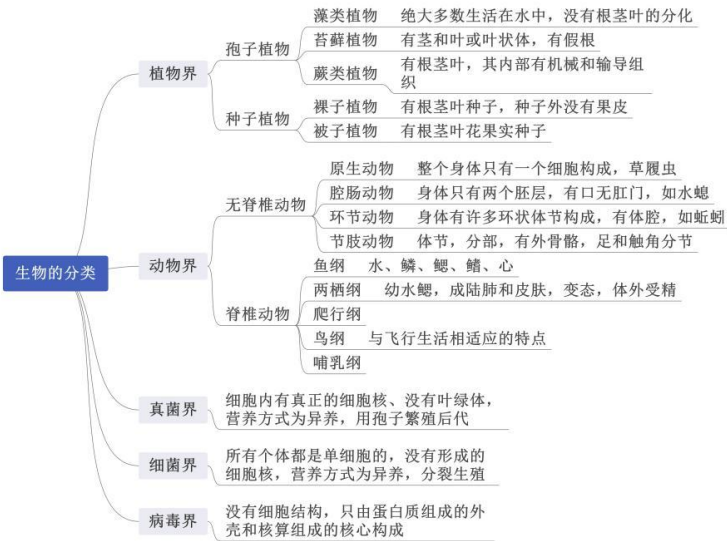 生物的分类
植物界
孢子植物
藻类植物 绝大多数生活在水中，没有根茎叶的分化
苔藓植物 有茎和叶或叶状体，有假根
蕨类植物 有根茎叶，其内部有机械和输导组
织
种子植物
裸子植物 有根茎叶种子，种子外没有果皮
被子植物 有根茎叶花果实种子
动物界
无脊椎动物
原生动物 整个身体只有一个细胞构成，草履虫
腔肠动物 身体只有两个胚层，有口无肛门，如水螅
环节动物 身体有许多环状体节构成，有体腔，如蚯蚓
节肢动物 体节，分部，有外骨骼，足和触角分节
脊椎动物
鱼纲 水、鳞、鳃、鳍、心
两栖纲 幼水鳃，成陆肺和皮肤，变态，体外受精
爬行纲
鸟纲 与飞行生活相适应的特点
哺乳纲
真菌界
细胞内有真正的细胞核、没有叶绿体，
营养方式为异养，用孢子繁殖后代
细菌界
所有个体都是单细胞的，没有形成的
细胞核，营养方式为异养，分裂生殖
病毒界
没有细胞结构，只由蛋白质组成的外
壳和核算组成的核心构成